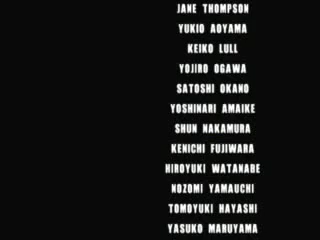 JANE THOMPSON
YUKIO AOYAMA
KEIKO LULL
YOJIRO OGAWA
SATOSHI OKANO
YOSHINARI AMAIKE
SHUN NAKAMURA
KENICHI FUJIWARA
HIROYUKI WATANABE
NOZOMI YAMAUCHI
TOMOYUKI HAYASHI
YASUKO MARUYAMA